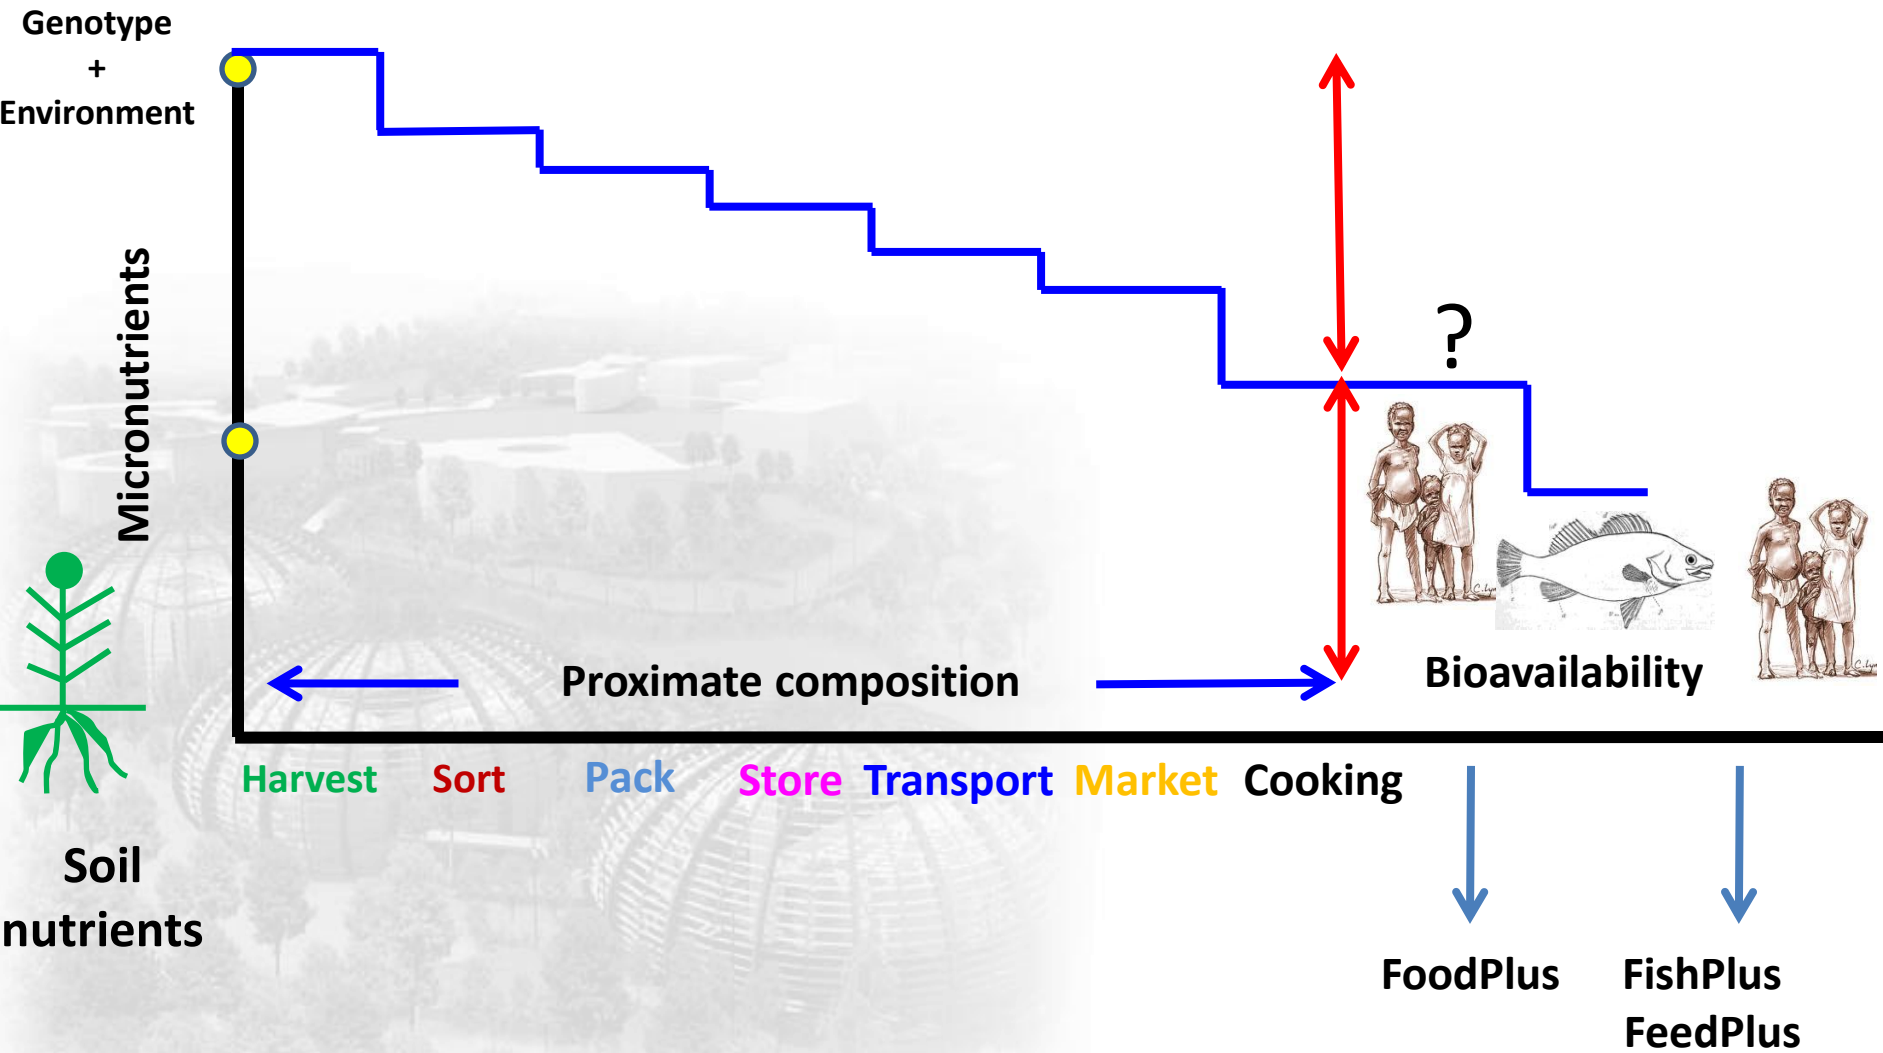 Genotype
+
Environment
Micronutrients
?
Proximate composition
Bioavailability
Harvest Sort Pack Store Transport Market Cooking
Soil
nutrients
FoodPlus FishPlus
FeedPlus